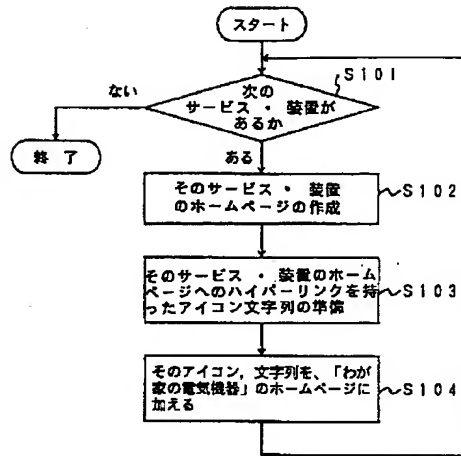 スタート
S101
ない
次の
サービス・装置が
あるか
終了
ある
そのサービス・装置
のホームページの作成
S102
そのサービス・装置のホーム
ページへのハイパーリンクを持
ったアイコン文字列の準備
S103
そのアイコン,文字列を、「わが
家の電気機器」のホームページに
加える
S104